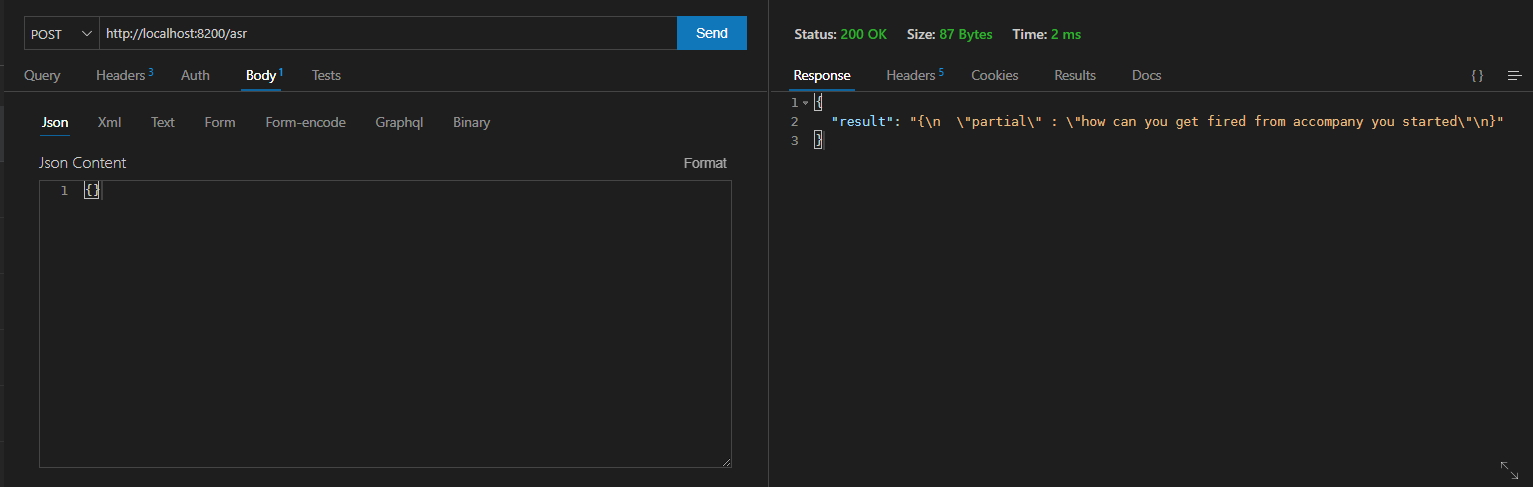 POST http://localhost:8200/asr Send
Query Headers 3 Auth Body 1 Tests
Json Xml Text Form Form-encode Graphql Binary
Json Content Format
1 {}
Status: 200 OK Size: 87 Bytes Time: 2 ms
Response Headers 5 Cookies Results Docs {}
1 {
2 "result": "{\n  \"partial\" : \"how can you get fired from accompany you started\"\n}"
3 }